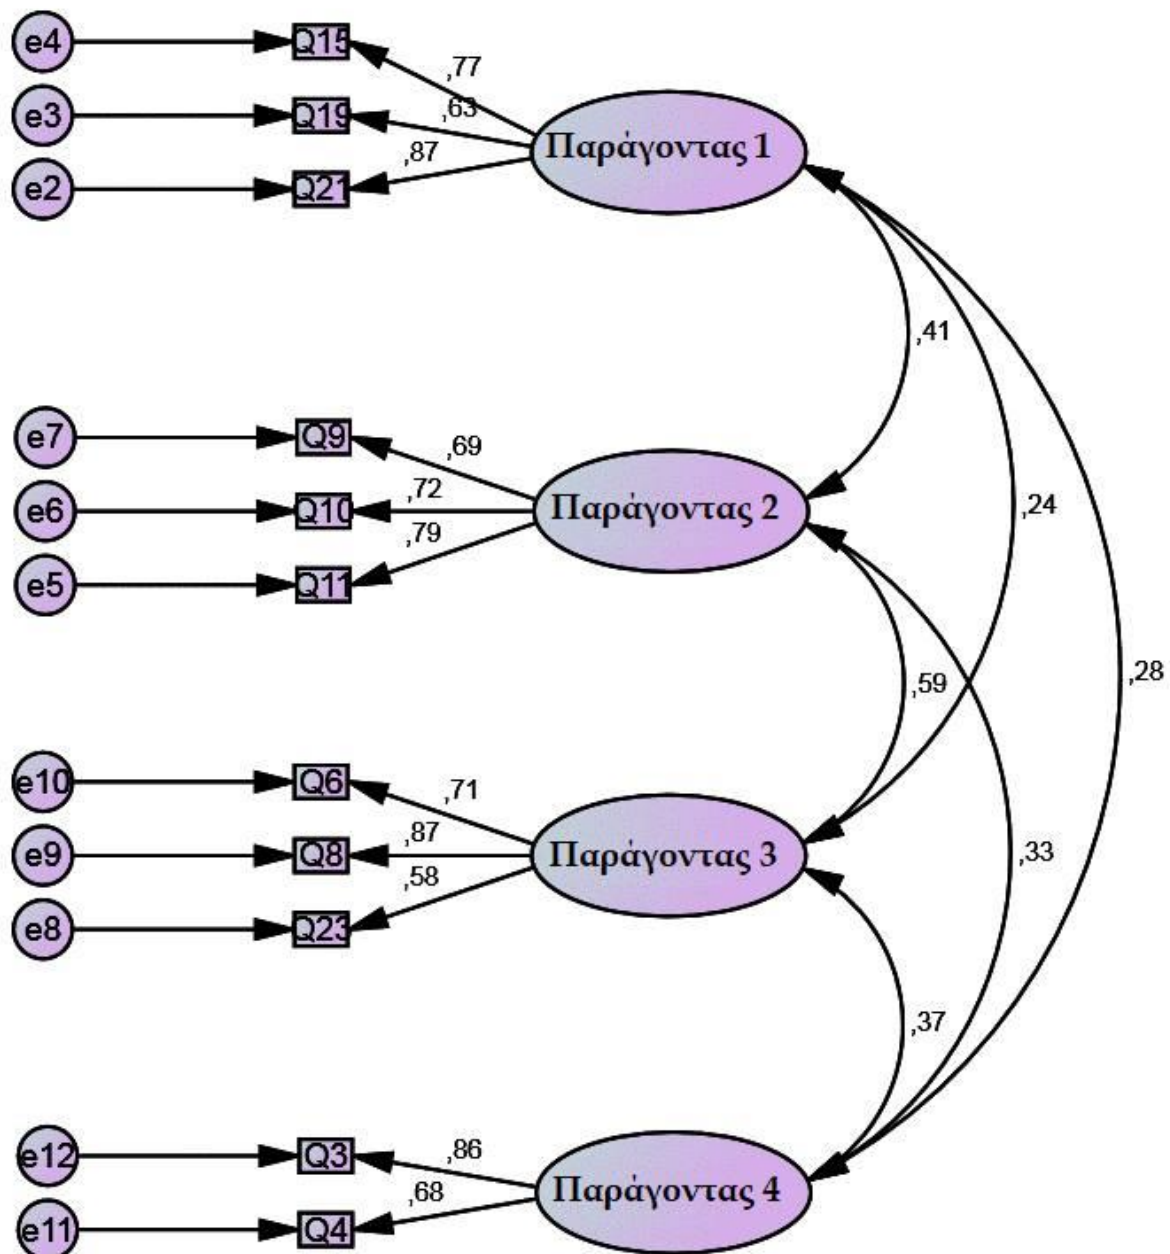 e4
Q15
,77
e3
Q19
,63
Παράγοντας 1
e2
Q21
,87
,41
e7
Q9
,69
e6
Q10
,72
Παράγοντας 2
,24
e5
Q11
,79
,59
,28
e10
Q6
,71
e9
Q8
,87
Παράγοντας 3
,33
e8
Q23
,58
,37
e12
Q3
,86
Παράγοντας 4
e11
Q4
,68